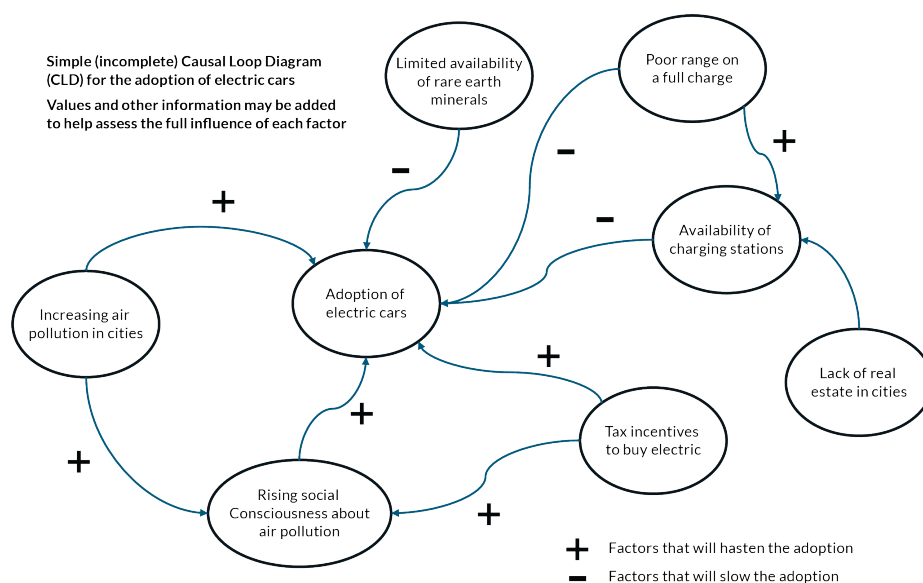 Simple (incomplete) Causal Loop Diagram
(CLD) for the adoption of electric cars
Values and other information may be added
to help assess the full influence of each factor
Limited availability
of rare earth
minerals
Poor range on
a full charge
+
-
-
+
-
Availability of
charging stations
Adoption of
electric cars
Increasing air
pollution in cities
+
Lack of real
estate in cities
+
Tax incentives
to buy electric
+
Rising social
Consciousness about
air pollution
+
+ Factors that will hasten the adoption
- Factors that will slow the adoption